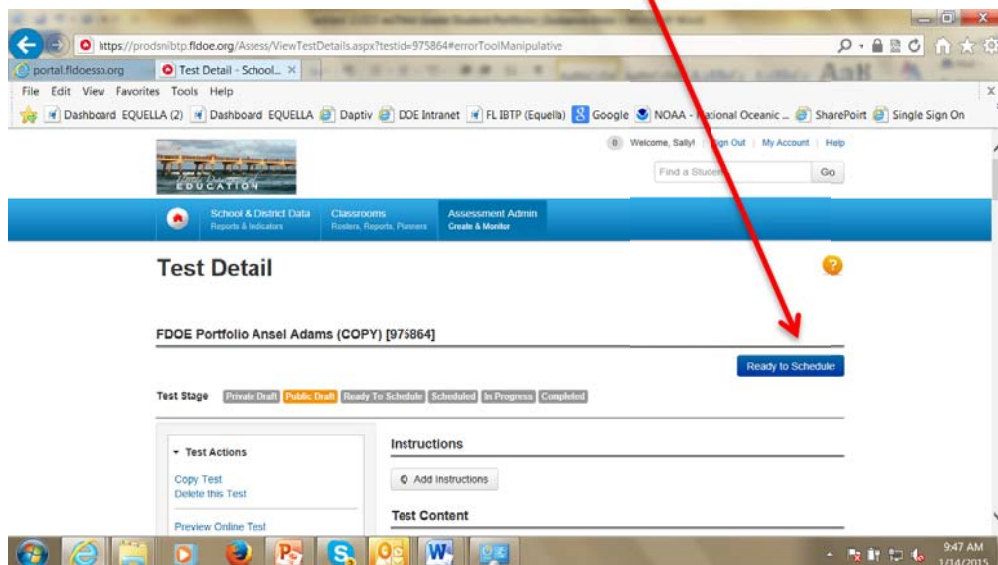 https://prodsnibtp.fldoe.org/Assess/ViewTestDetails.aspx?testid=975864#errorToolManipulative
portal.fldoesso.org
Test Detail - School...
File Edit View Favorites Tools Help
Dashboard EQUELLA (2) Dashboard EQUELLA Daptiv DOE Intranet FL IBTP (Equella) Google NOAA - National Oceanic ... SharePoint Single Sign On
0 Welcome, Sally! Sign Out My Account Help
EDUCATION
Find a Student Go
School & District Data Classrooms Assessment Admin
Reports & Indicators Rosters, Reports, Planners Create & Monitor
Test Detail
FDOE Portfolio Ansel Adams (COPY) [975864]
Ready to Schedule
Test Stage Private Draft Public Draft Ready To Schedule Scheduled In Progress Completed
Test Actions
Instructions
Copy Test
Add Instructions
Delete this Test
Test Content
Preview Online Test
9:47 AM
1/14/2015